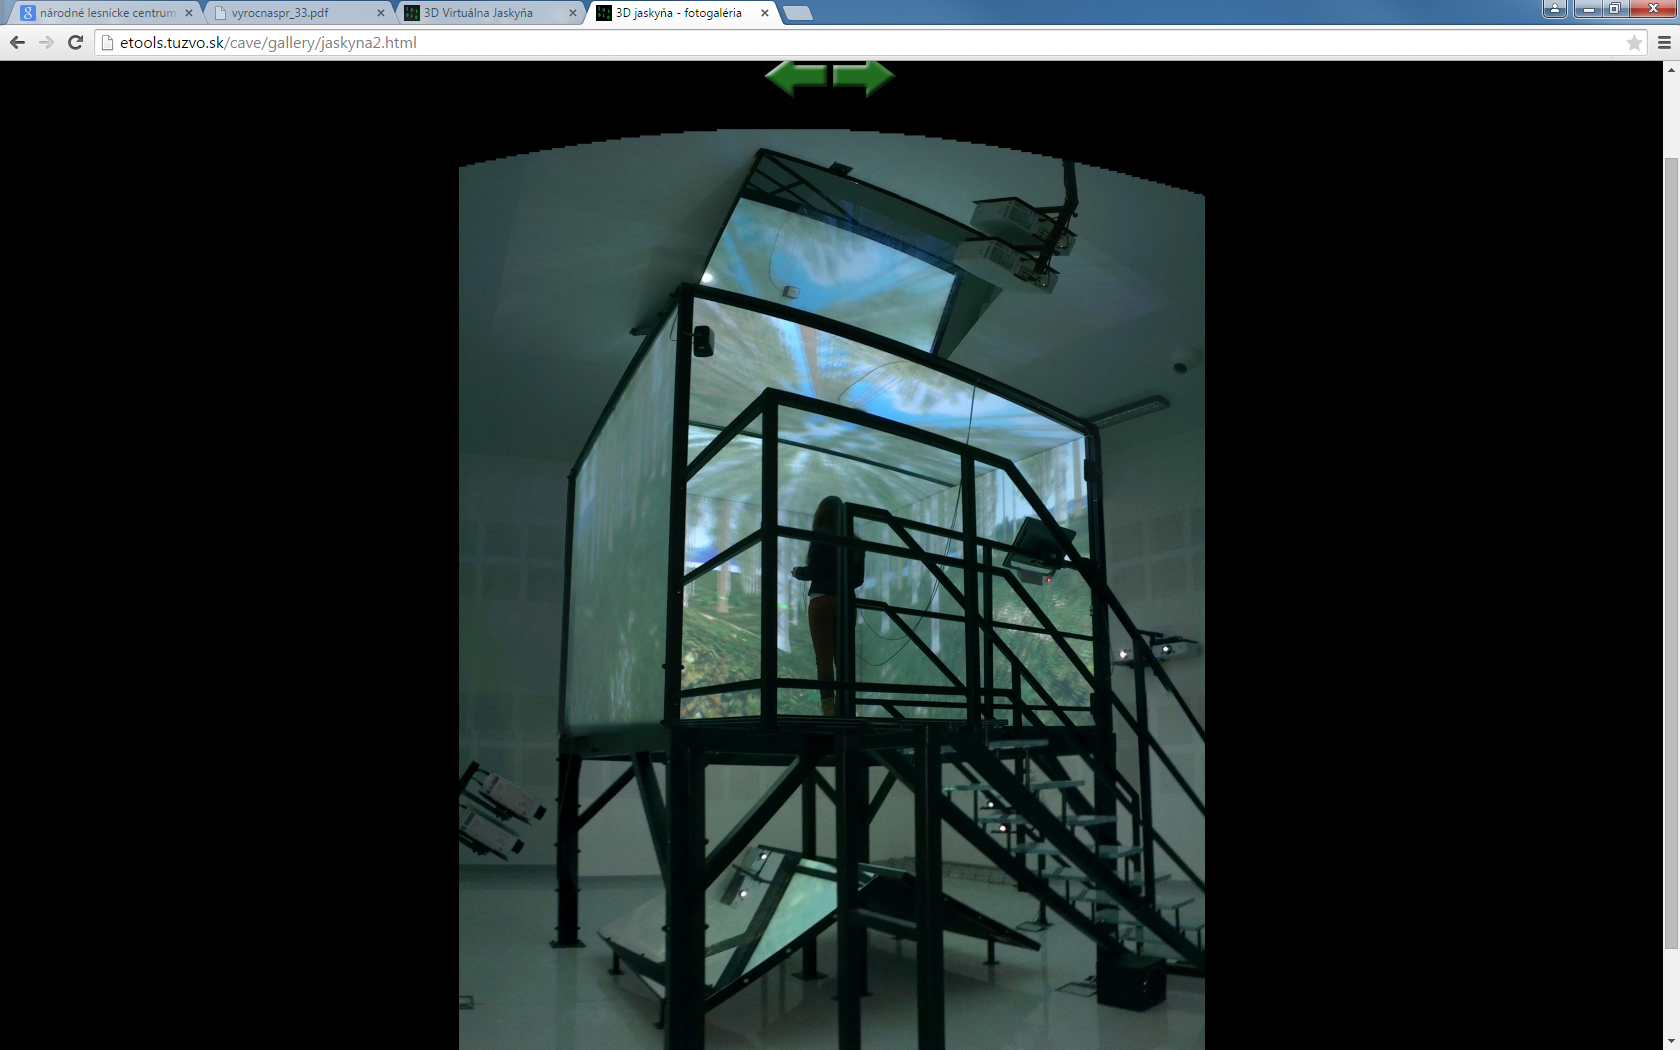 národné lesnícke centrum
vyrocnaspr_33.pdf
3D Virtuálna Jaskyňa
3D jaskyňa - fotogaléria
etools.tuzvo.sk/cave/gallery/jaskyna2.html